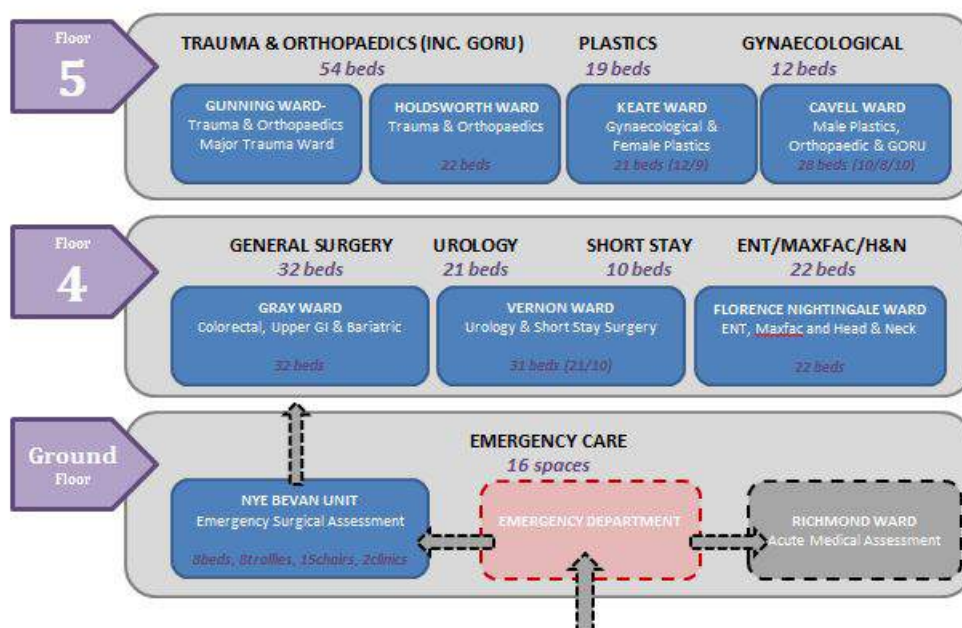 Floor
5
TRAUMA & ORTHOPAEDICS (INC. GORU)
54 beds
PLASTICS
19 beds
GYNAECOLOGICAL
12 beds
GUNNING WARD-
Trauma & Orthopaedics
Major Trauma Ward
HOLDSWORTH WARD
Trauma & Orthopaedics
22 beds
KEATE WARD
Gynaecological &
Female Plastics
21 beds (12/9)
CAVELL WARD
Male Plastics,
Orthopaedic & GORU
28 beds (10/8/10)
Floor
4
GENERAL SURGERY
32 beds
UROLOGY
21 beds
SHORT STAY
10 beds
ENT/MAXFAC/H&N
22 beds
GRAY WARD
Colorectal, Upper GI & Bariatric
32 beds
VERNON WARD
Urology & Short Stay Surgery
31 beds (21/10)
FLORENCE NIGHTINGALE WARD
ENT, Maxfac and Head & Neck
22 beds
Ground
Floor
EMERGENCY CARE
16 spaces
NYE BEVAN UNIT
Emergency Surgical Assessment
8beds, 8trollies, 15chairs, 2clinics
EMERGENCY DEPARTMENT
RICHMOND WARD
Acute Medical Assessment